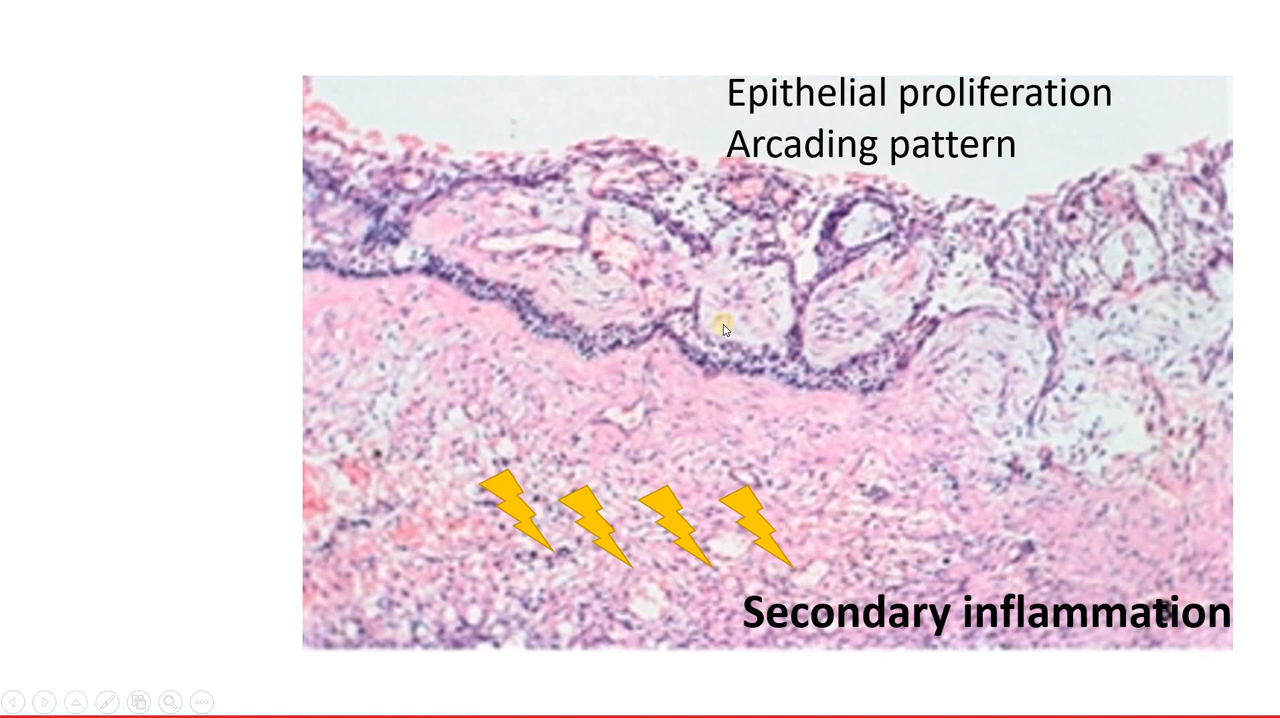 Epithelial proliferation
Arcading pattern
Secondary inflammation